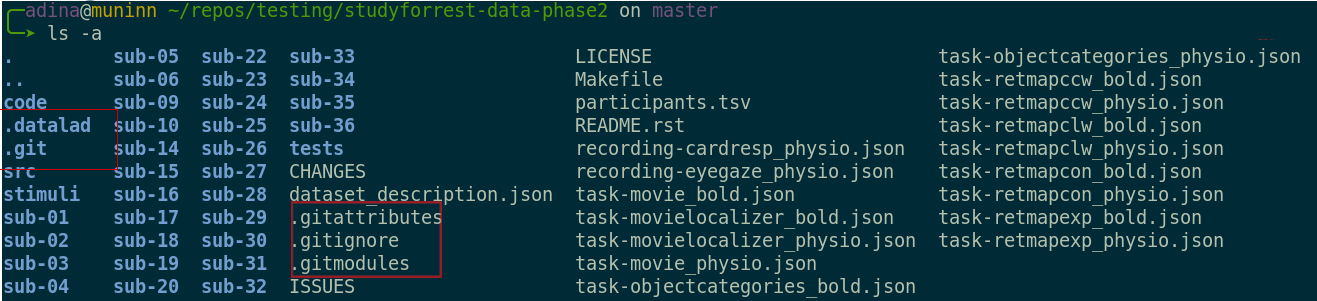 adina@muninn ~/repos/testing/studyforrest-data-phase2 on master
ls -a
. sub-05 sub-22 sub-33 LICENSE task-objectcategories_physio.json
.. sub-06 sub-23 sub-34 Makefile task-retmapccw_bold.json
code sub-09 sub-24 sub-35 participants.tsv task-retmapccw_physio.json
.datalad sub-10 sub-25 sub-36 README.rst task-retmapclw_bold.json
.git sub-14 sub-26 tests recording-cardresp_physio.json task-retmapclw_physio.json
src sub-15 sub-27 CHANGES recording-eyegaze_physio.json task-retmapcon_bold.json
stimuli sub-16 sub-28 dataset_description.json task-movie_bold.json task-retmapcon_physio.json
sub-01 sub-17 sub-29 .gitattributes task-movielocalizer_bold.json task-retmapexp_bold.json
sub-02 sub-18 sub-30 .gitignore task-movielocalizer_physio.json task-retmapexp_physio.json
sub-03 sub-19 sub-31 .gitmodules task-movie_physio.json
sub-04 sub-20 sub-32 ISSUES task-objectcategories_bold.json